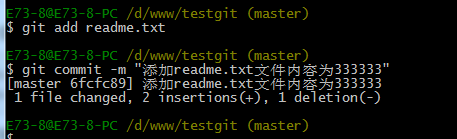 E73-8@E73-8-PC /d/www/testgit (master)
$ git add readme.txt
E73-8@E73-8-PC /d/www/testgit (master)
$ git commit -m "添加readme.txt文件内容为333333"
[master 6fcfc89] 添加readme.txt文件内容为333333
1 file changed, 2 insertions(+), 1 deletion(-)
E73-8@E73-8-PC /d/www/testgit (master)
$